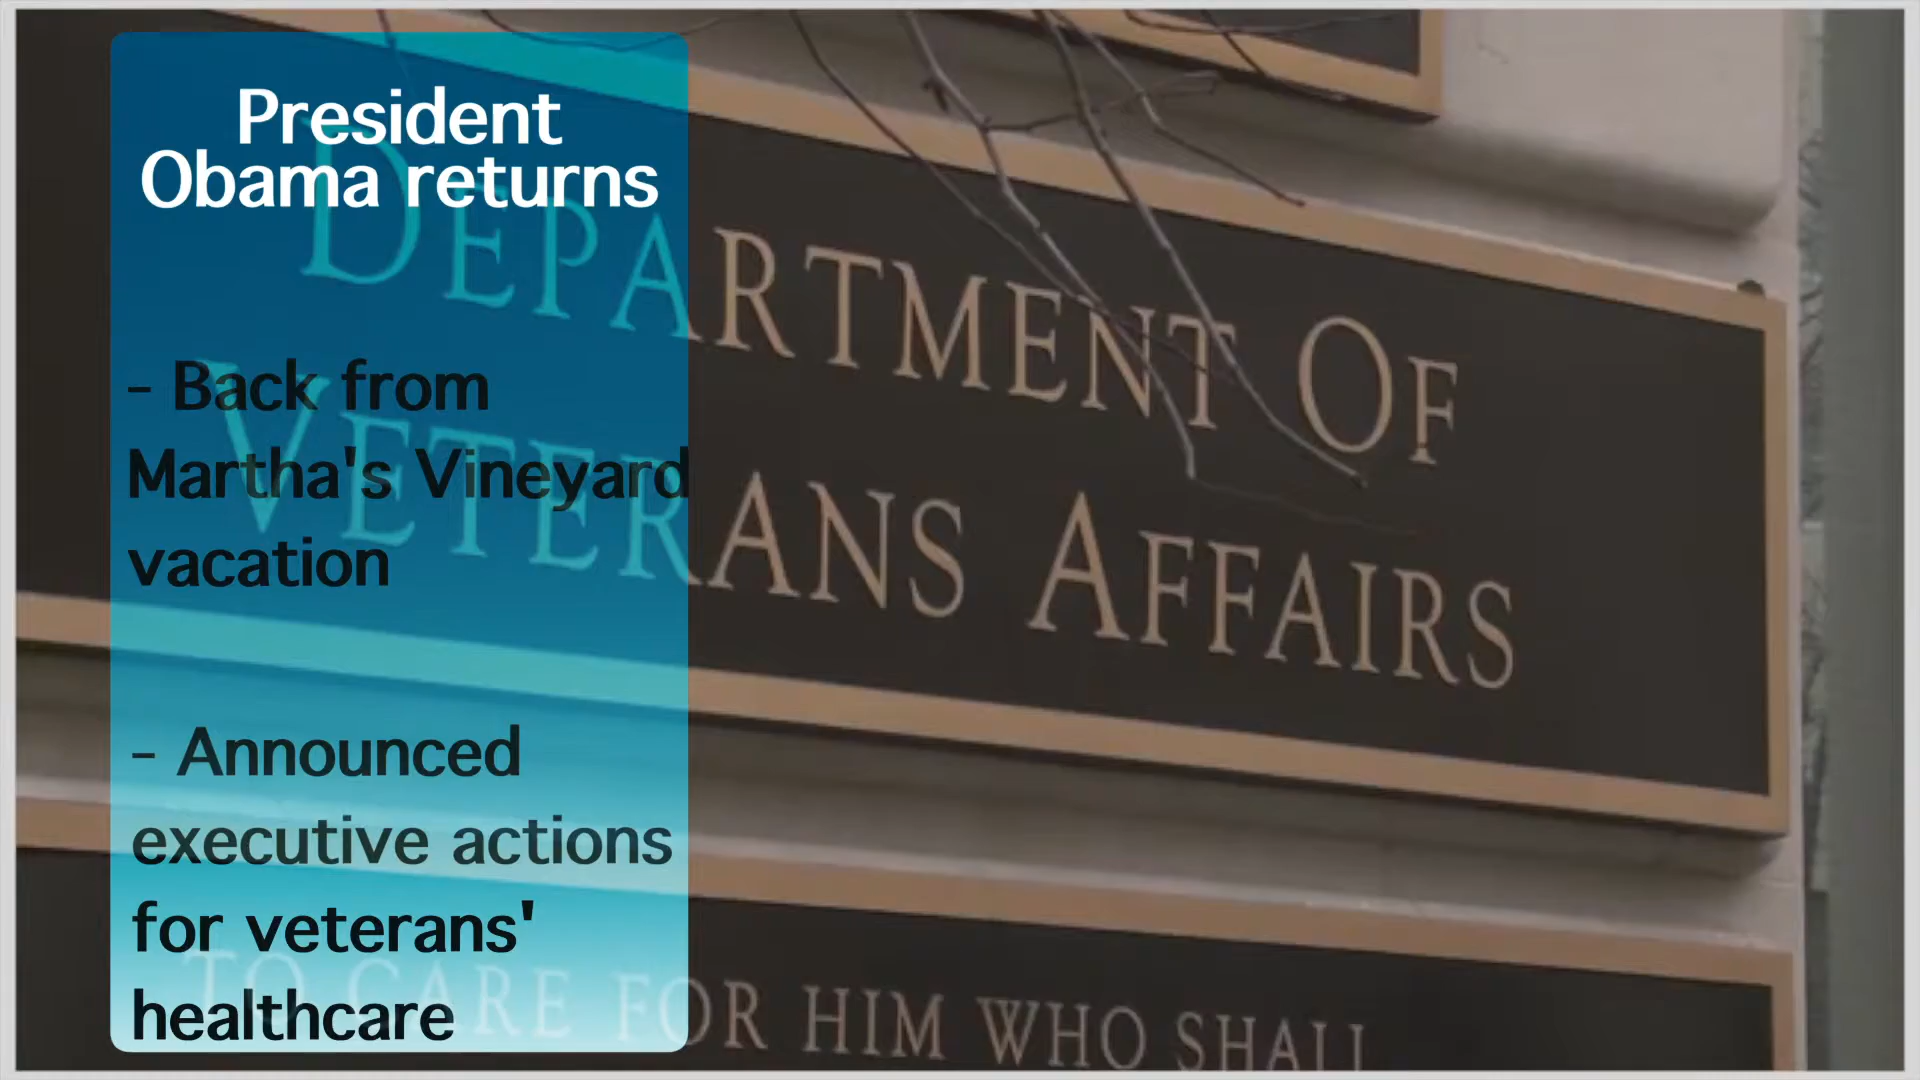 President
Obama returns
- Back from
Martha's Vineyard
vacation
- Announced
executive actions
for veterans'
healthcare
DEPARTMENT OF
VETERANS AFFAIRS
TO CARE FOR HIM WHO SHALL